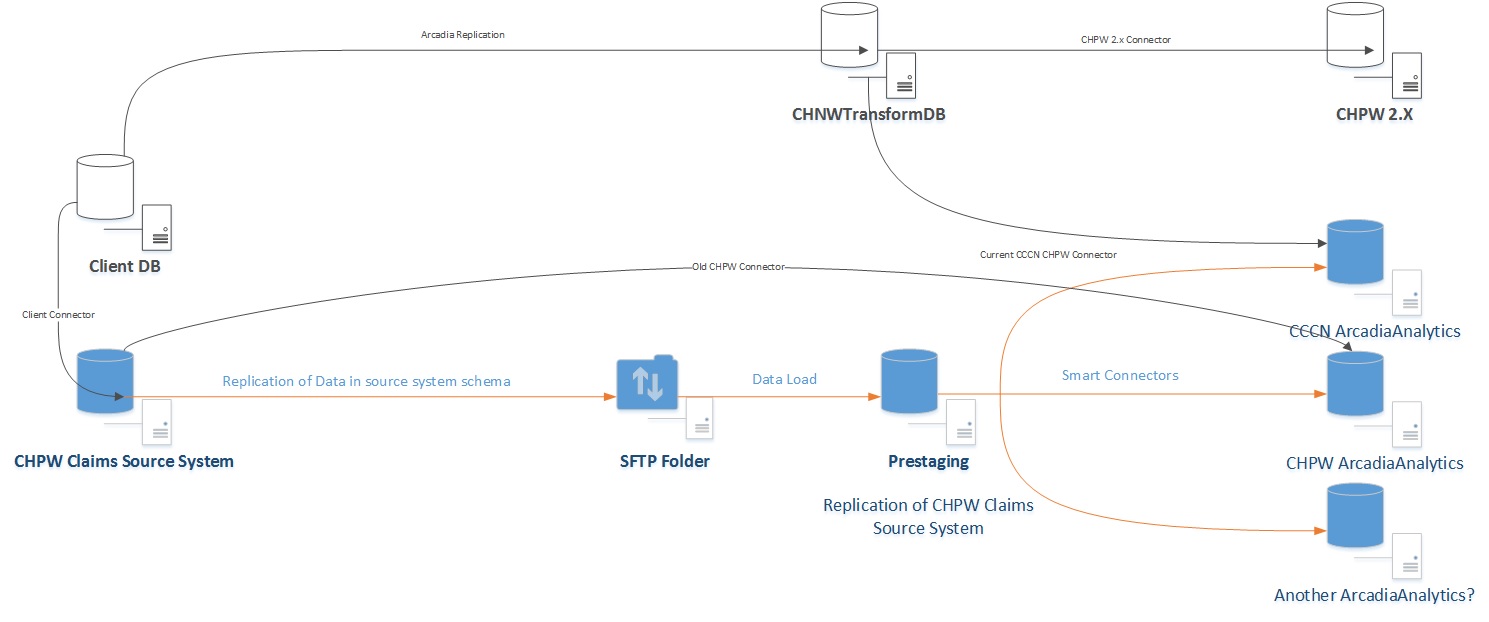 Arcadia Replication
CHPW 2.x Connector
CHNWTransformDB
CHPW 2.X
Client DB
Current CCCN CHPW Connector
Old CHPW Connector
Client Connector
CCCN ArcadiaAnalytics
Replication of Data in source system schema
Data Load
Smart Connectors
CHPW Claims Source System
SFTP Folder
Prestaging
CHPW ArcadiaAnalytics
Replication of CHPW Claims
Source System
Another ArcadiaAnalytics?